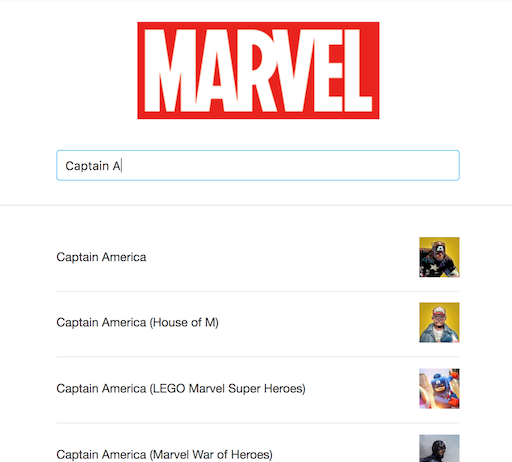 MARVEL
Captain A
Captain America
Captain America (House of M)
Captain America (LEGO Marvel Super Heroes)
Captain America (Marvel War of Heroes)